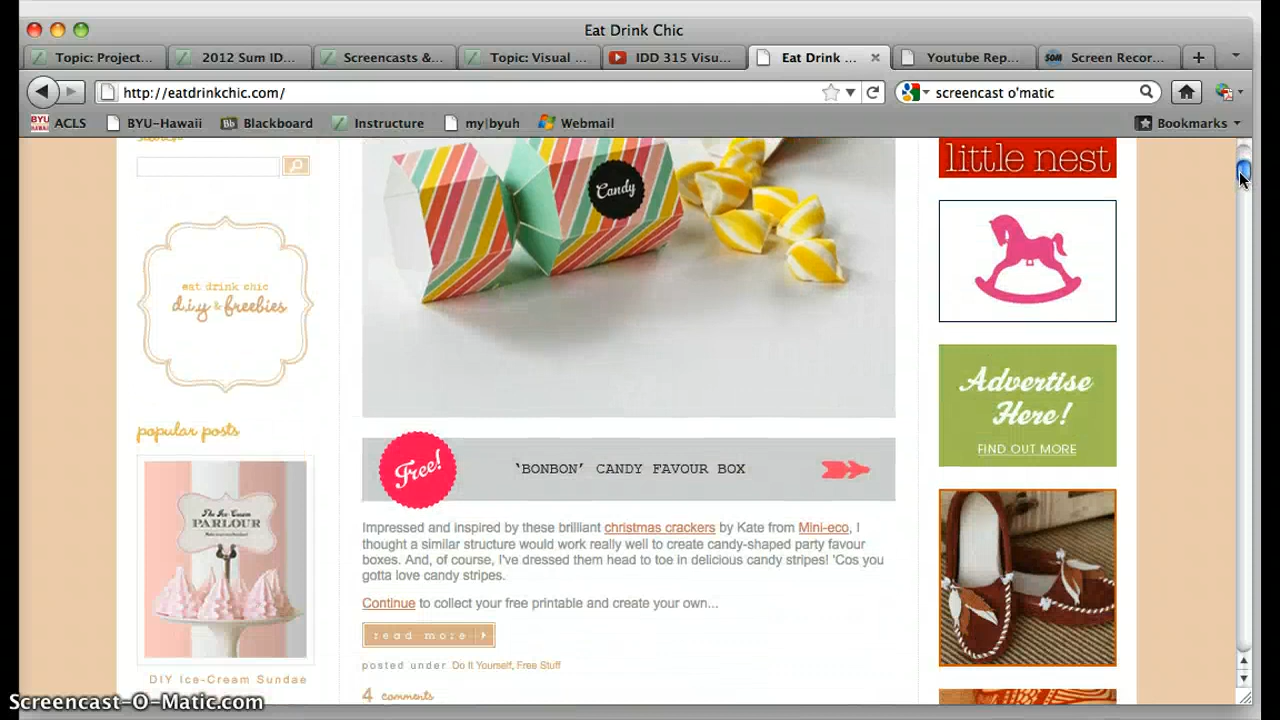 Eat Drink Chic
Topic: Project...
2012 Sum ID...
Screencasts &...
Topic: Visual ...
IDD 315 Visu...
Eat Drink ...
Youtube Rep...
Screen Recor...
http://eatdrinkchic.com/
screencast o'matic
BYU HAWAII ACLS
BYU-Hawaii
Bb Blackboard
Instructure
my|byuh
Webmail
Bookmarks
Candy
little nest
eat drink chic
d.i.y & freebies
Advertise
Here!
FIND OUT MORE
popular posts
Free!
'BONBON' CANDY FAVOUR BOX
The Ice-Cream
PARLOUR
Impressed and inspired by these brilliant christmas crackers by Kate from Mini-eco, I
thought a similar structure would work really well to create candy-shaped party favour
boxes. And, of course, I've dressed them head to toe in delicious candy stripes! 'Cos you
gotta love candy stripes.
Continue to collect your free printable and create your own...
read more
posted under Do It Yourself, Free Stuff
4 comments
DIY Ice-Cream Sundae
Screencast-O-Matic.com